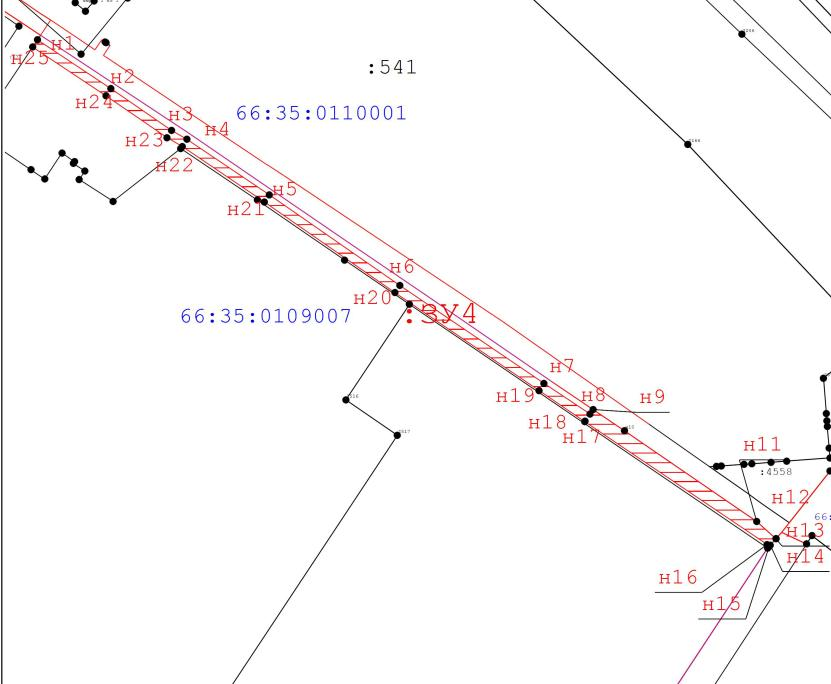 н1
:541
н25
н2
н24
66:35:0110001
н3
н4
н23
н22
н5
н21
н6
н20
66:35:0109007
:ЗУ4
н7
н19
н8
н9
н18
н17
н11
:4558
н12
66:
н13
н14
н16
н15